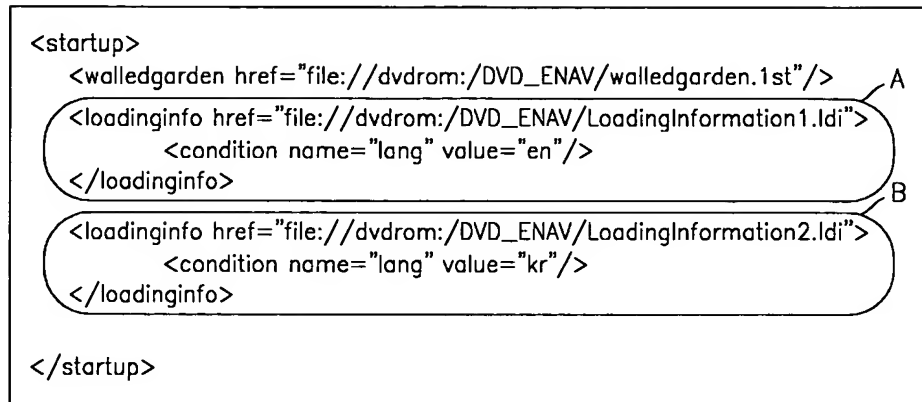 <startup>
<walledgarden href="file://dvdrom:/DVD_ENAV/walledgarden.1st"/>
A
<loadinginfo href="file://dvdrom:/DVD_ENAV/LoadingInformation1.ldi">
<condition name="lang" value="en"/>
</loadinginfo>
B
<loadinginfo href="file://dvdrom:/DVD_ENAV/LoadingInformation2.ldi">
<condition name="lang" value="kr"/>
</loadinginfo>
</startup>